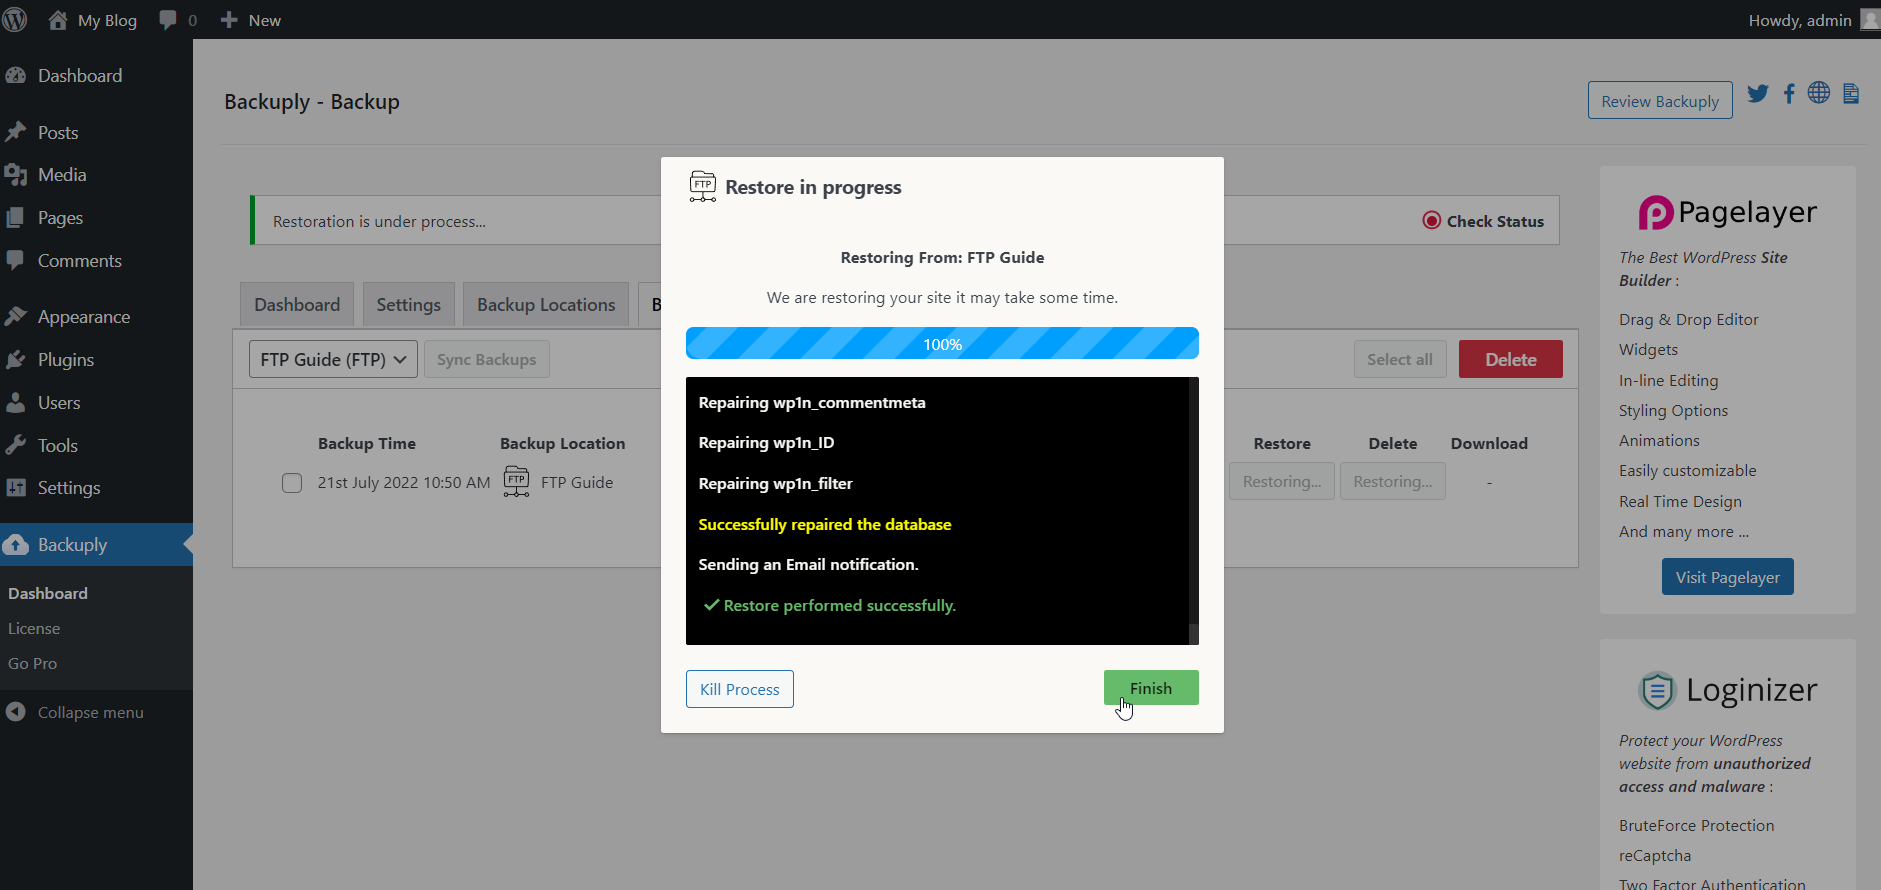 My Blog
0
New
Howdy, admin
Dashboard
Posts
Media
Pages
Comments
Appearance
Plugins
Users
Tools
Settings
Backuply
Dashboard
License
Go Pro
Collapse menu
Backuply - Backup
Review Backuply
Restoration is under process...
Check Status
Dashboard
Settings
Backup Locations
B
FTP Guide (FTP)
Sync Backups
Select all
Delete
Backup Time
Backup Location
Restore
Delete
Download
21st July 2022 10:50 AM
FTP
FTP Guide
Restoring...
Restoring...
-
FTP
Restore in progress
Restoring From: FTP Guide
We are restoring your site it may take some time.
100%
Repairing wp1n_commentmeta
Repairing wp1n_ID
Repairing wp1n_filter
Successfully repaired the database
Sending an Email notification.
Restore performed successfully.
Kill Process
Finish
Pagelayer
The Best WordPress Site
Builder :
Drag & Drop Editor
Widgets
In-line Editing
Styling Options
Animations
Easily customizable
Real Time Design
And many more ...
Visit Pagelayer
Loginizer
Protect your WordPress
website from unauthorized
access and malware :
BruteForce Protection
reCaptcha
Two Factor Authentication